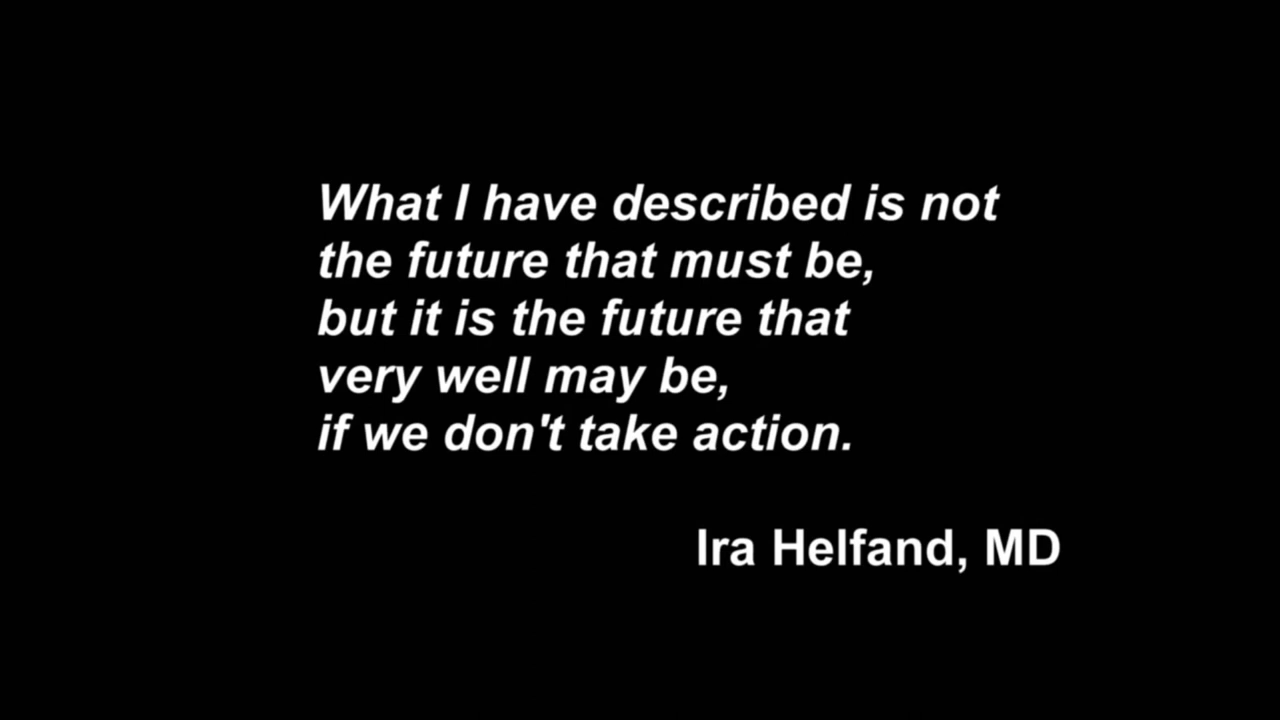 What I have described is not
the future that must be,
but it is the future that
very well may be,
if we don't take action.
Ira Helfand, MD